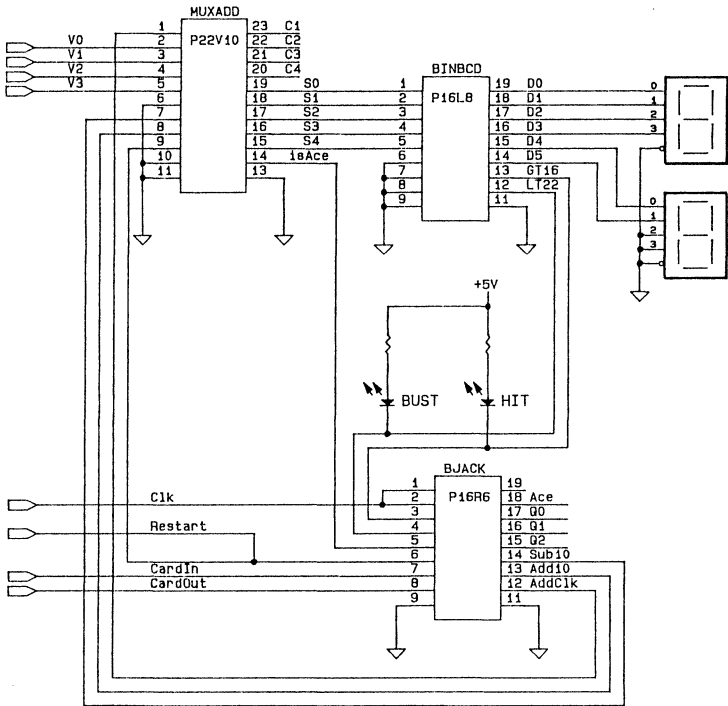 MUXADD
P22V10
1 23 C1
V0 2 22 C2
V1 3 21 C3
V2 4 20 C4
V3 5 19 S0
6 18 S1
7 17 S2
8 16 S3
9 15 S4
10 14 isAce
11 13
BINBCD
P16L8
1 19 D0
2 18 D1
3 17 D2
4 16 D3
5 15 D4
6 14 D5
7 13 GT16
8 12 LT22
9 11
0
1
2
3
0
1
2
3
+5V
BUST
HIT
BJACK
P16R6
1 19
Clk 2 18 Ace
3 17 Q0
4 16 Q1
5 15 Q2
Restart 6 14 Sub10
CardIn 7 13 Add10
CardOut 8 12 AddClk
9 11